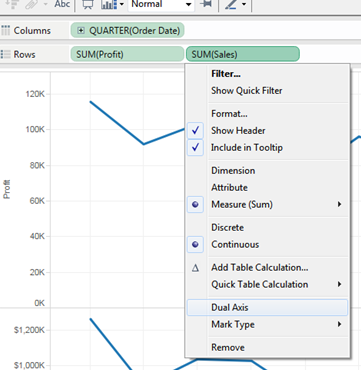 Abc Normal
Columns QUARTER(Order Date)
Rows SUM(Profit) SUM(Sales)
Filter...
Show Quick Filter
Format...
Show Header
Include in Tooltip
Dimension
Attribute
Measure (Sum)
Discrete
Continuous
Add Table Calculation...
Quick Table Calculation
Dual Axis
Mark Type
Remove
120K
100K
80K
60K
40K
20K
0K
Profit
$1,200K
$1,000K